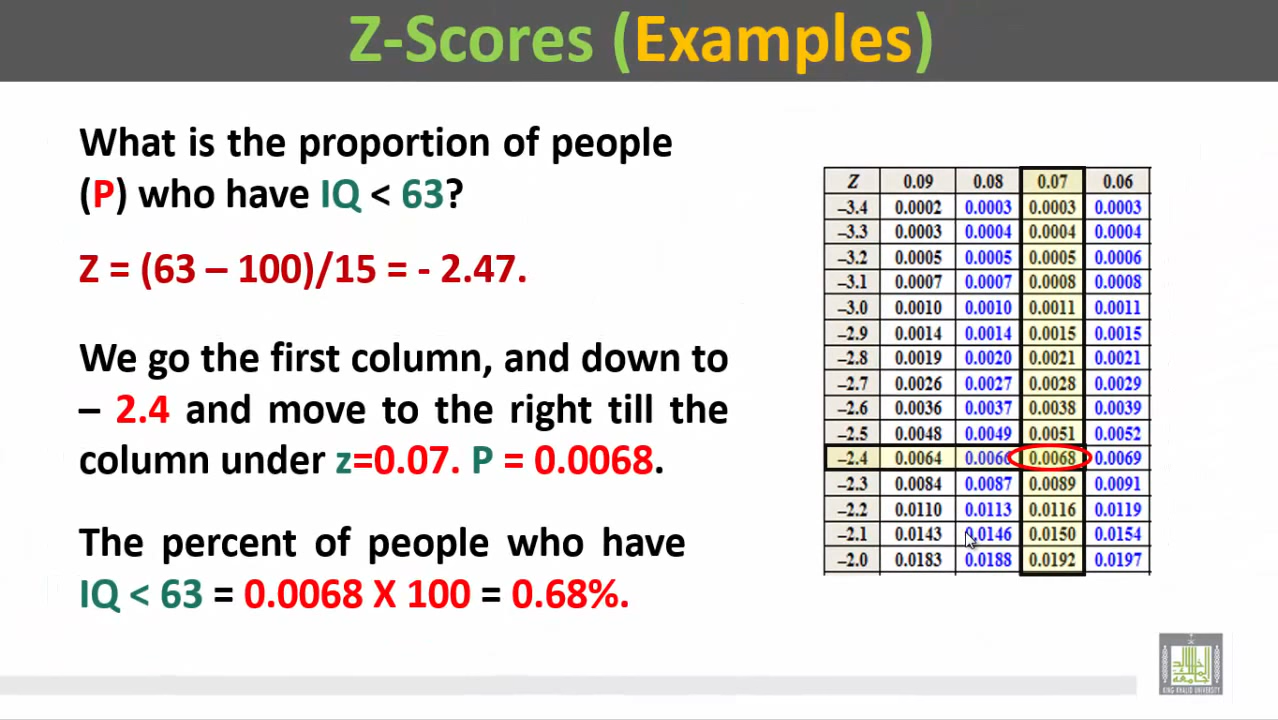 Z-Scores (Examples)
What is the proportion of people
(P) who have IQ < 63?
Z = (63 – 100)/15 = - 2.47.
We go the first column, and down to
– 2.4 and move to the right till the
column under z=0.07. P = 0.0068.
The percent of people who have
IQ < 63 = 0.0068 X 100 = 0.68%.
Z 0.09 0.08 0.07 0.06
–3.4 0.0002 0.0003 0.0003 0.0003
–3.3 0.0003 0.0004 0.0004 0.0004
–3.2 0.0005 0.0005 0.0005 0.0006
–3.1 0.0007 0.0007 0.0008 0.0008
–3.0 0.0010 0.0010 0.0011 0.0011
–2.9 0.0014 0.0014 0.0015 0.0015
–2.8 0.0019 0.0020 0.0021 0.0021
–2.7 0.0026 0.0027 0.0028 0.0029
–2.6 0.0036 0.0037 0.0038 0.0039
–2.5 0.0048 0.0049 0.0051 0.0052
–2.4 0.0064 0.0066 0.0068 0.0069
–2.3 0.0084 0.0087 0.0089 0.0091
–2.2 0.0110 0.0113 0.0116 0.0119
–2.1 0.0143 0.0146 0.0150 0.0154
–2.0 0.0183 0.0188 0.0192 0.0197
KING KHALID UNIVERSITY